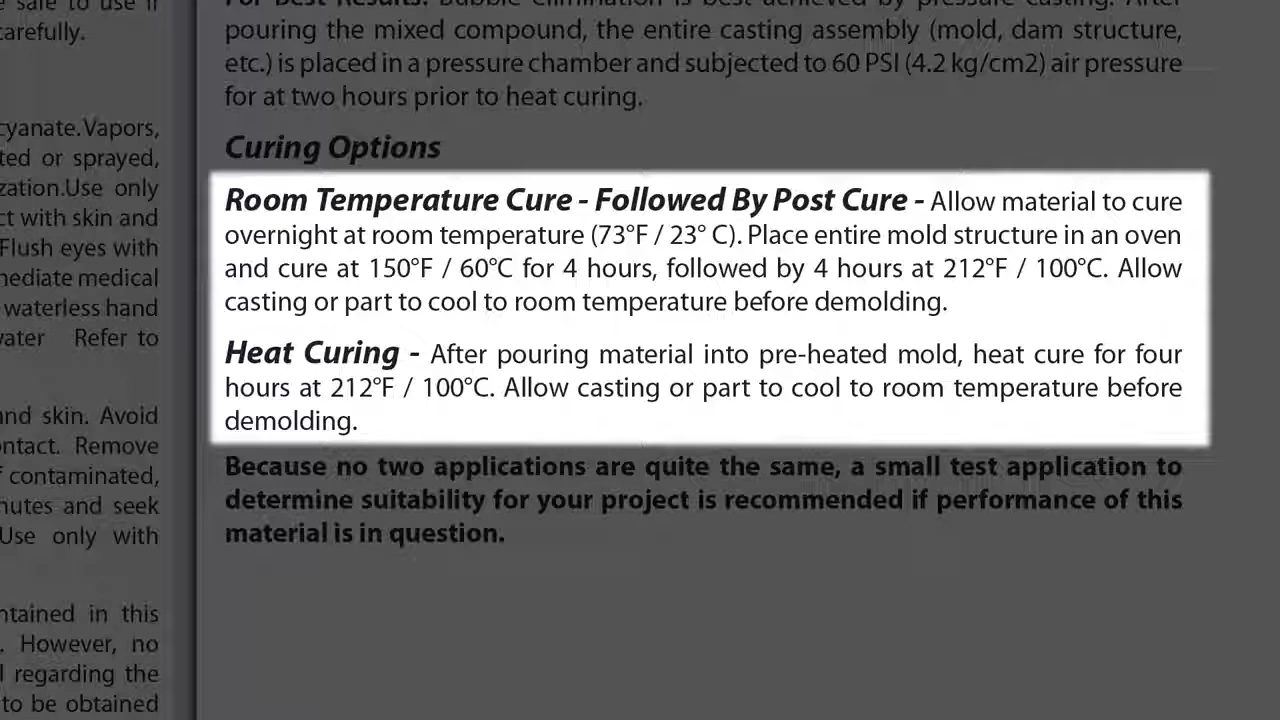 safe to use if
carefully.
cyanate. Vapors,
ted or sprayed,
zation.Use only
ct with skin and
Flush eyes with
mediate medical
waterless hand
water Refer to
and skin. Avoid
ontact. Remove
f contaminated,
nutes and seek
Use only with
ntained in this
. However, no
l regarding the
to be obtained
For Best Results: Bubble elimination is best achieved by pressure casting. After
pouring the mixed compound, the entire casting assembly (mold, dam structure,
etc.) is placed in a pressure chamber and subjected to 60 PSI (4.2 kg/cm2) air pressure
for at two hours prior to heat curing.
Curing Options
Room Temperature Cure - Followed By Post Cure - Allow material to cure
overnight at room temperature (73°F / 23° C). Place entire mold structure in an oven
and cure at 150°F / 60°C for 4 hours, followed by 4 hours at 212°F / 100°C. Allow
casting or part to cool to room temperature before demolding.
Heat Curing - After pouring material into pre-heated mold, heat cure for four
hours at 212°F / 100°C. Allow casting or part to cool to room temperature before
demolding.
Because no two applications are quite the same, a small test application to
determine suitability for your project is recommended if performance of this
material is in question.